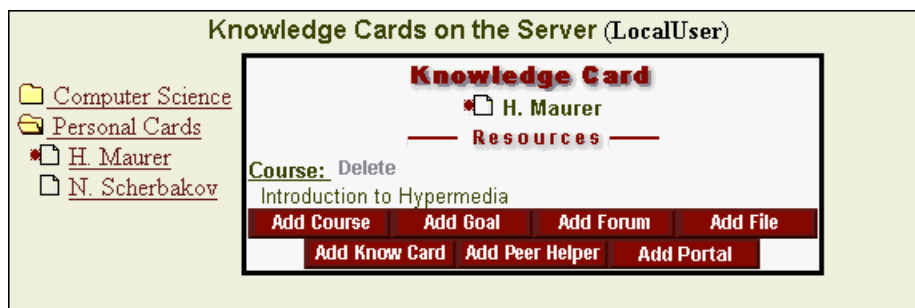 Knowledge Cards on the Server (LocalUser)
Computer Science
Personal Cards
H. Maurer
N. Scherbakov
Knowledge Card
H. Maurer
Resources
Course: Delete
Introduction to Hypermedia
Add Course Add Goal Add Forum Add File
Add Know Card Add Peer Helper Add Portal